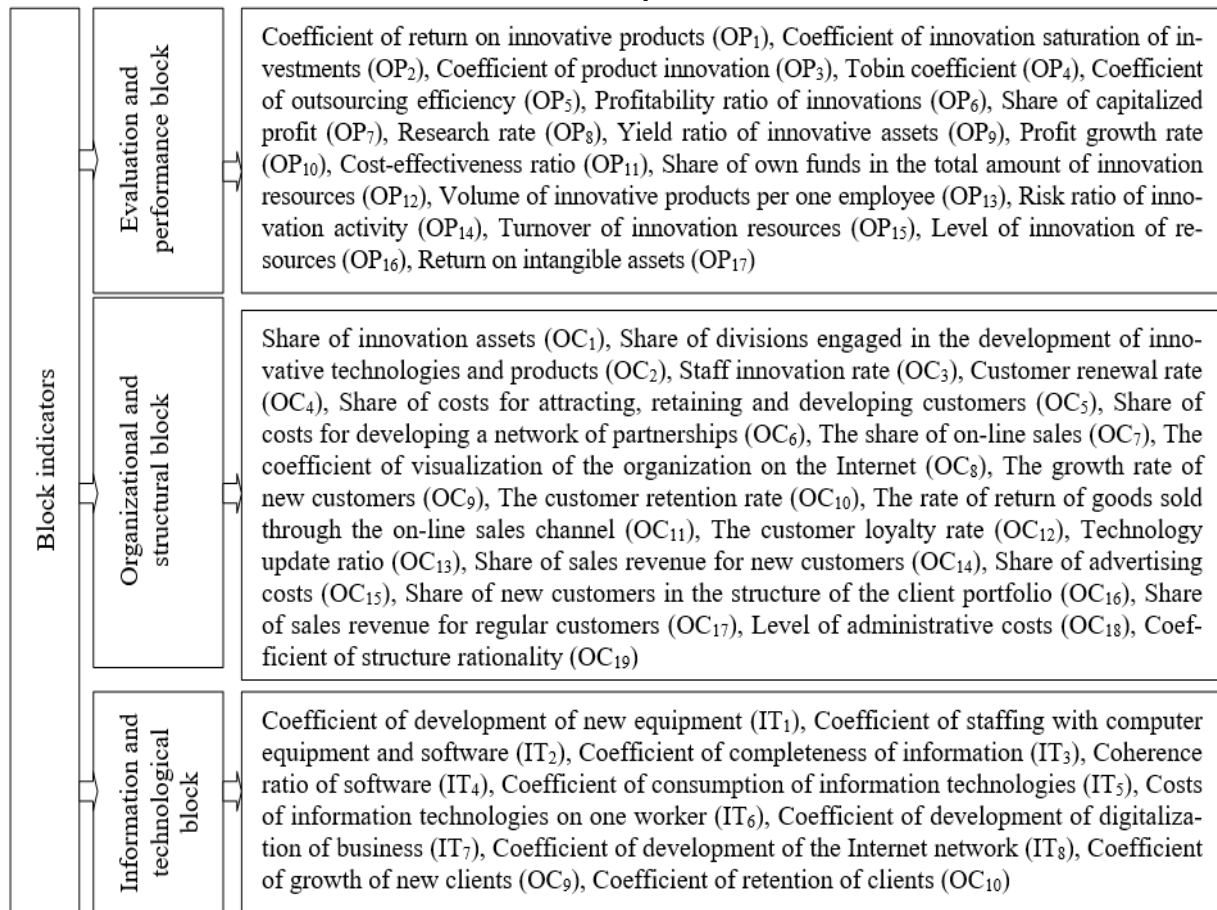 Block indicators
Evaluation and
performance block
Coefficient of return on innovative products (OP₁), Coefficient of innovation saturation of in-
vestments (OP₂), Coefficient of product innovation (OP₃), Tobin coefficient (OP₄), Coefficient
of outsourcing efficiency (OP₅), Profitability ratio of innovations (OP₆), Share of capitalized
profit (OP₇), Research rate (OP₈), Yield ratio of innovative assets (OP₉), Profit growth rate
(OP₁₀), Cost-effectiveness ratio (OP₁₁), Share of own funds in the total amount of innovation
resources (OP₁₂), Volume of innovative products per one employee (OP₁₃), Risk ratio of inno-
vation activity (OP₁₄), Turnover of innovation resources (OP₁₅), Level of innovation of re-
sources (OP₁₆), Return on intangible assets (OP₁₇)
Organizational and
structural block
Share of innovation assets (OC₁), Share of divisions engaged in the development of inno-
vative technologies and products (OC₂), Staff innovation rate (OC₃), Customer renewal rate
(OC₄), Share of costs for attracting, retaining and developing customers (OC₅), Share of
costs for developing a network of partnerships (OC₆), The share of on-line sales (OC₇), The
coefficient of visualization of the organization on the Internet (OC₈), The growth rate of
new customers (OC₉), The customer retention rate (OC₁₀), The rate of return of goods sold
through the on-line sales channel (OC₁₁), The customer loyalty rate (OC₁₂), Technology
update ratio (OC₁₃), Share of sales revenue for new customers (OC₁₄), Share of advertising
costs (OC₁₅), Share of new customers in the structure of the client portfolio (OC₁₆), Share
of sales revenue for regular customers (OC₁₇), Level of administrative costs (OC₁₈), Coef-
ficient of structure rationality (OC₁₉)
Information and
technological
block
Coefficient of development of new equipment (IT₁), Coefficient of staffing with computer
equipment and software (IT₂), Coefficient of completeness of information (IT₃), Coherence
ratio of software (IT₄), Coefficient of consumption of information technologies (IT₅), Costs
of information technologies on one worker (IT₆), Coefficient of development of digitaliza-
tion of business (IT₇), Coefficient of development of the Internet network (IT₈), Coefficient
of growth of new clients (OC₉), Coefficient of retention of clients (OC₁₀)